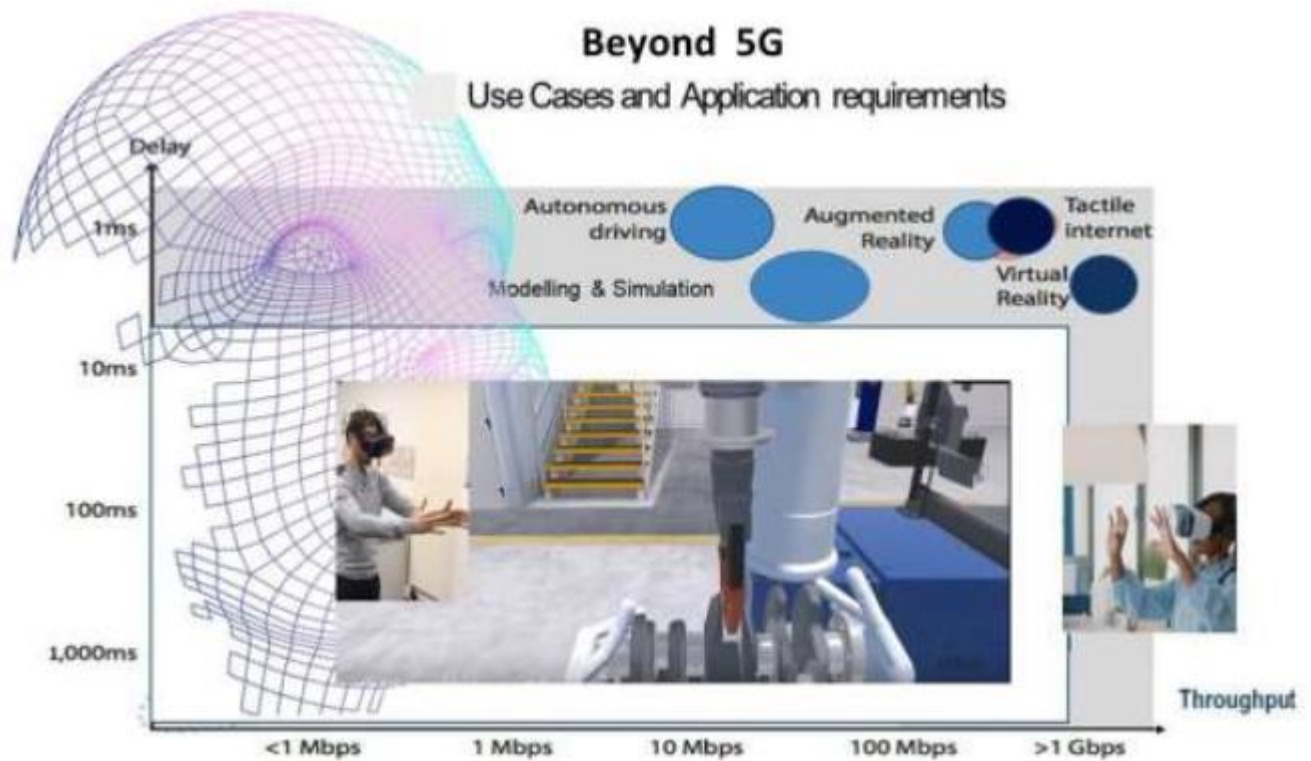 Beyond 5G
Use Cases and Application requirements
Delay
1ms
Autonomous
driving
Augmented
Reality
Tactile
internet
Modelling & Simulation
Virtual
Reality
10ms
100ms
1,000ms
Throughput
<1 Mbps
1 Mbps
10 Mbps
100 Mbps
>1 Gbps